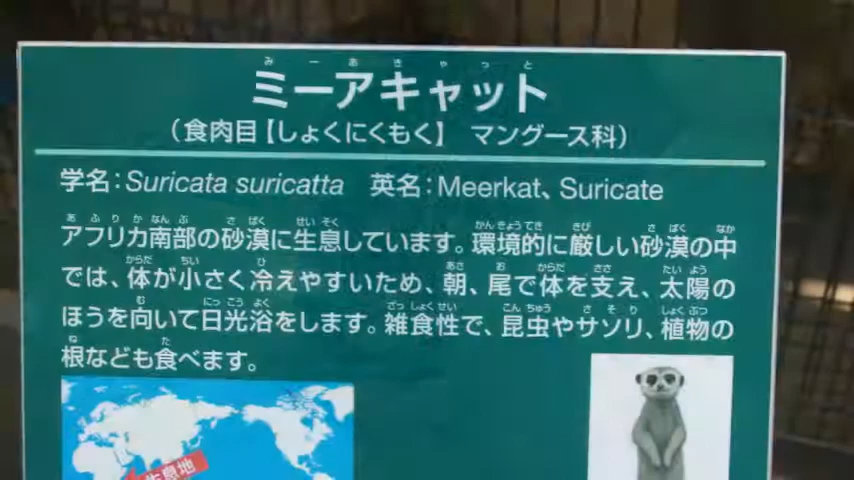 ミーアキャット
（食肉目【しょくにくもく】 マングース科）
学名：Suricata suricatta 英名：Meerkat、Suricate
アフリカ南部の砂漠に生息しています。環境的に厳しい砂漠の中
では、体が小さく冷えやすいため、朝、尾で体を支え、太陽の
ほうを向いて日光浴をします。雑食性で、昆虫やサソリ、植物の
根なども食べます。
生息地